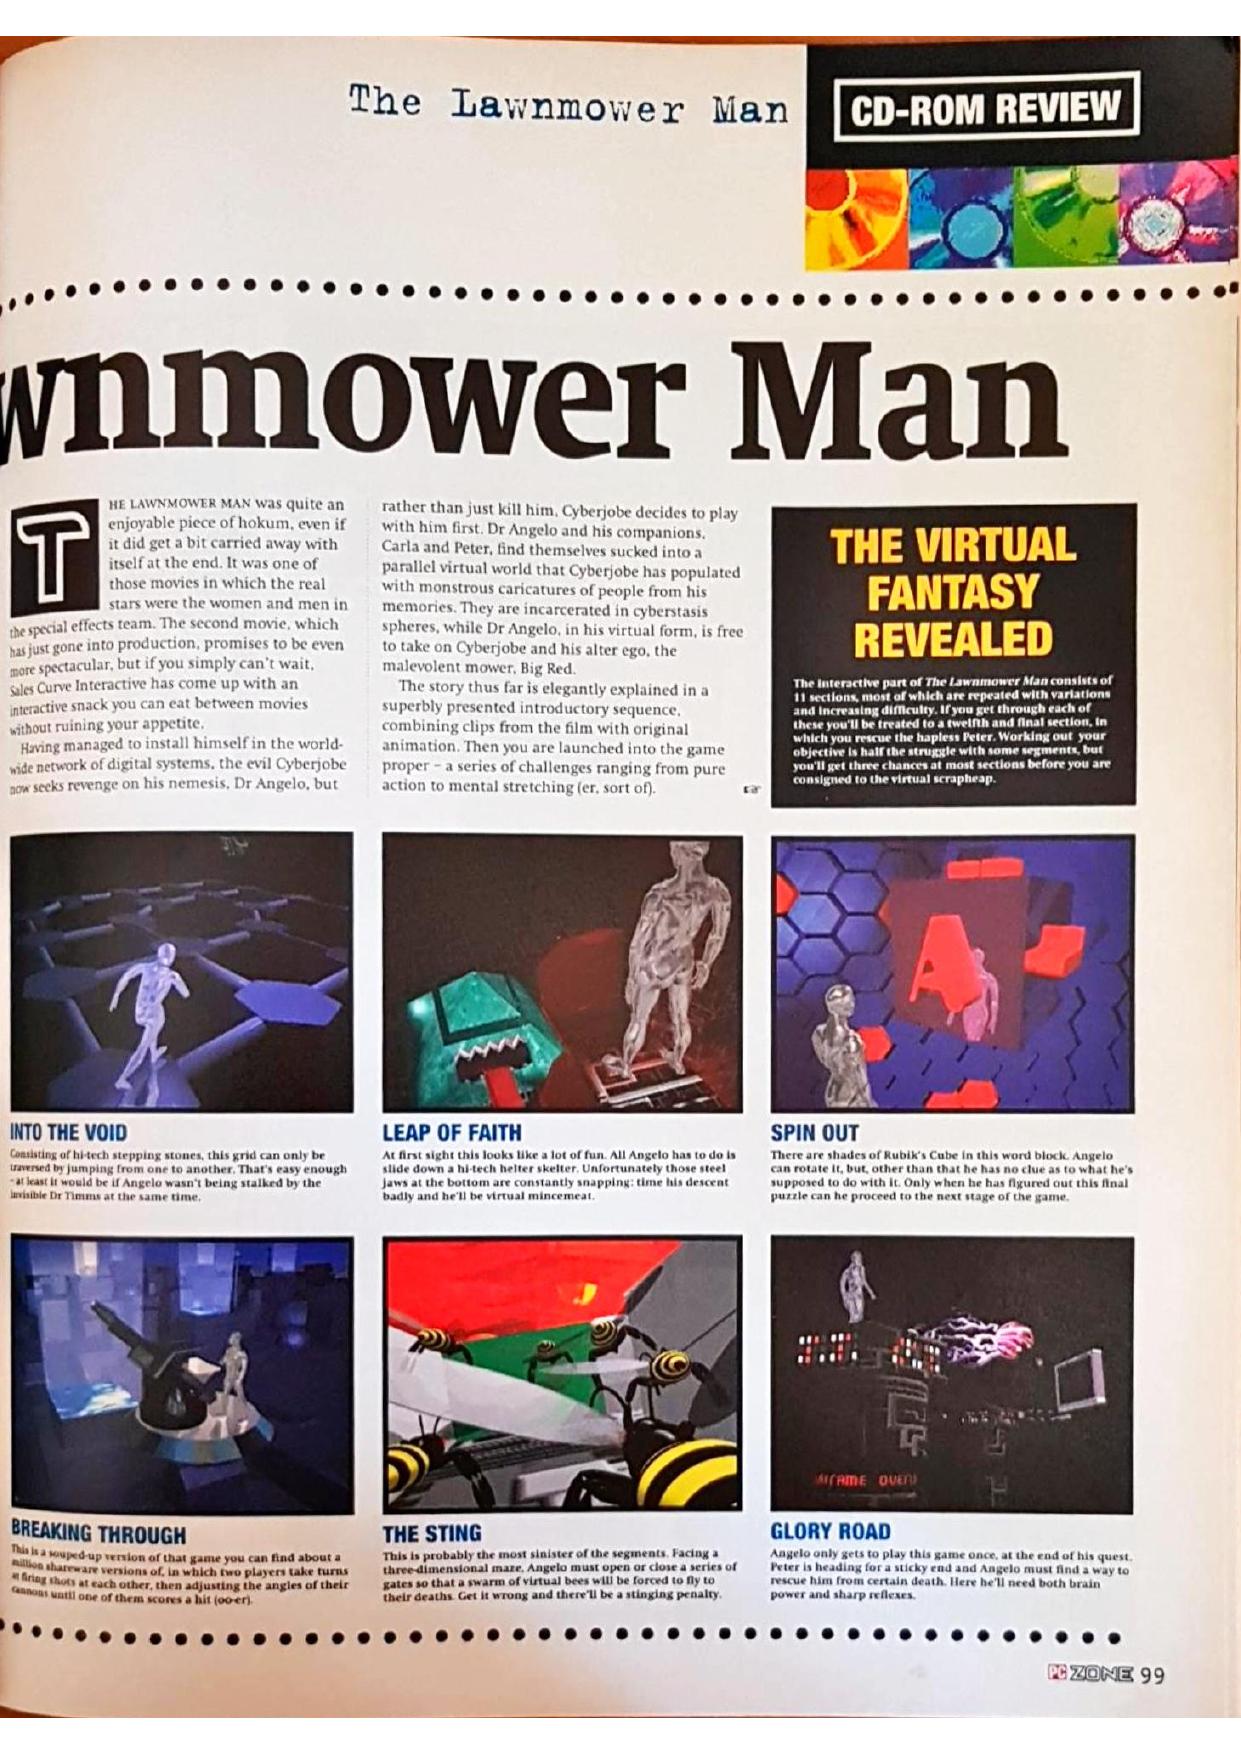 The Lawnmower Man
CD-ROM REVIEW
wnmower Man
THE LAWNMOWER MAN was quite an
enjoyable piece of hokum, even if
it did get a bit carried away with
itself at the end. It was one of
those movies in which the real
stars were the women and men in
the special effects team. The second movie, which
has just gone into production, promises to be even
more spectacular, but if you simply can't wait,
Sales Curve Interactive has come up with an
interactive snack you can eat between movies
without ruining your appetite.
Having managed to install himself in the world-
wide network of digital systems, the evil Cyberjobe
now seeks revenge on his nemesis, Dr Angelo, but
rather than just kill him, Cyberjobe decides to play
with him first. Dr Angelo and his companions,
Carla and Peter, find themselves sucked into a
parallel virtual world that Cyberjobe has populated
with monstrous caricatures of people from his
memories. They are incarcerated in cyberstasis
spheres, while Dr Angelo, in his virtual form, is free
to take on Cyberjobe and his alter ego, the
malevolent mower, Big Red.
The story thus far is elegantly explained in a
superbly presented introductory sequence,
combining clips from the film with original
animation. Then you are launched into the game
proper – a series of challenges ranging from pure
action to mental stretching (er, sort of).
THE VIRTUAL
FANTASY
REVEALED
The interactive part of The Lawnmower Man consists of
11 sections, most of which are repeated with variations
and increasing difficulty. If you get through each of
these you'll be treated to a twelfth and final section, in
which you rescue the hapless Peter. Working out your
objective is half the struggle with some segments, but
you'll get three chances at most sections before you are
consigned to the virtual scrapheap.
A
INTO THE VOID
Consisting of hi-tech stepping stones, this grid can only be
traversed by jumping from one to another. That's easy enough
- at least it would be if Angelo wasn't being stalked by the
invisible Dr Timms at the same time.
LEAP OF FAITH
At first sight this looks like a lot of fun. All Angelo has to do is
slide down a hi-tech helter skelter. Unfortunately those steel
jaws at the bottom are constantly snapping: time his descent
badly and he'll be virtual mincemeat.
SPIN OUT
There are shades of Rubik's Cube in this word block. Angelo
can rotate it, but, other than that he has no clue as to what he's
supposed to do with it. Only when he has figured out this final
puzzle can he proceed to the next stage of the game.
BREAKING THROUGH
This is a souped-up version of that game you can find about a
million shareware versions of, in which two players take turns
at firing shots at each other, then adjusting the angles of their
cannons until one of them scores a hit (oo-er).
THE STING
This is probably the most sinister of the segments. Facing a
three-dimensional maze, Angelo must open or close a series of
gates so that a swarm of virtual bees will be forced to fly to
their deaths. Get it wrong and there'll be a stinging penalty.
GLORY ROAD
Angelo only gets to play this game once, at the end of his quest.
Peter is heading for a sticky end and Angelo must find a way to
rescue him from certain death. Here he'll need both brain
power and sharp reflexes.
PC ZONE 99